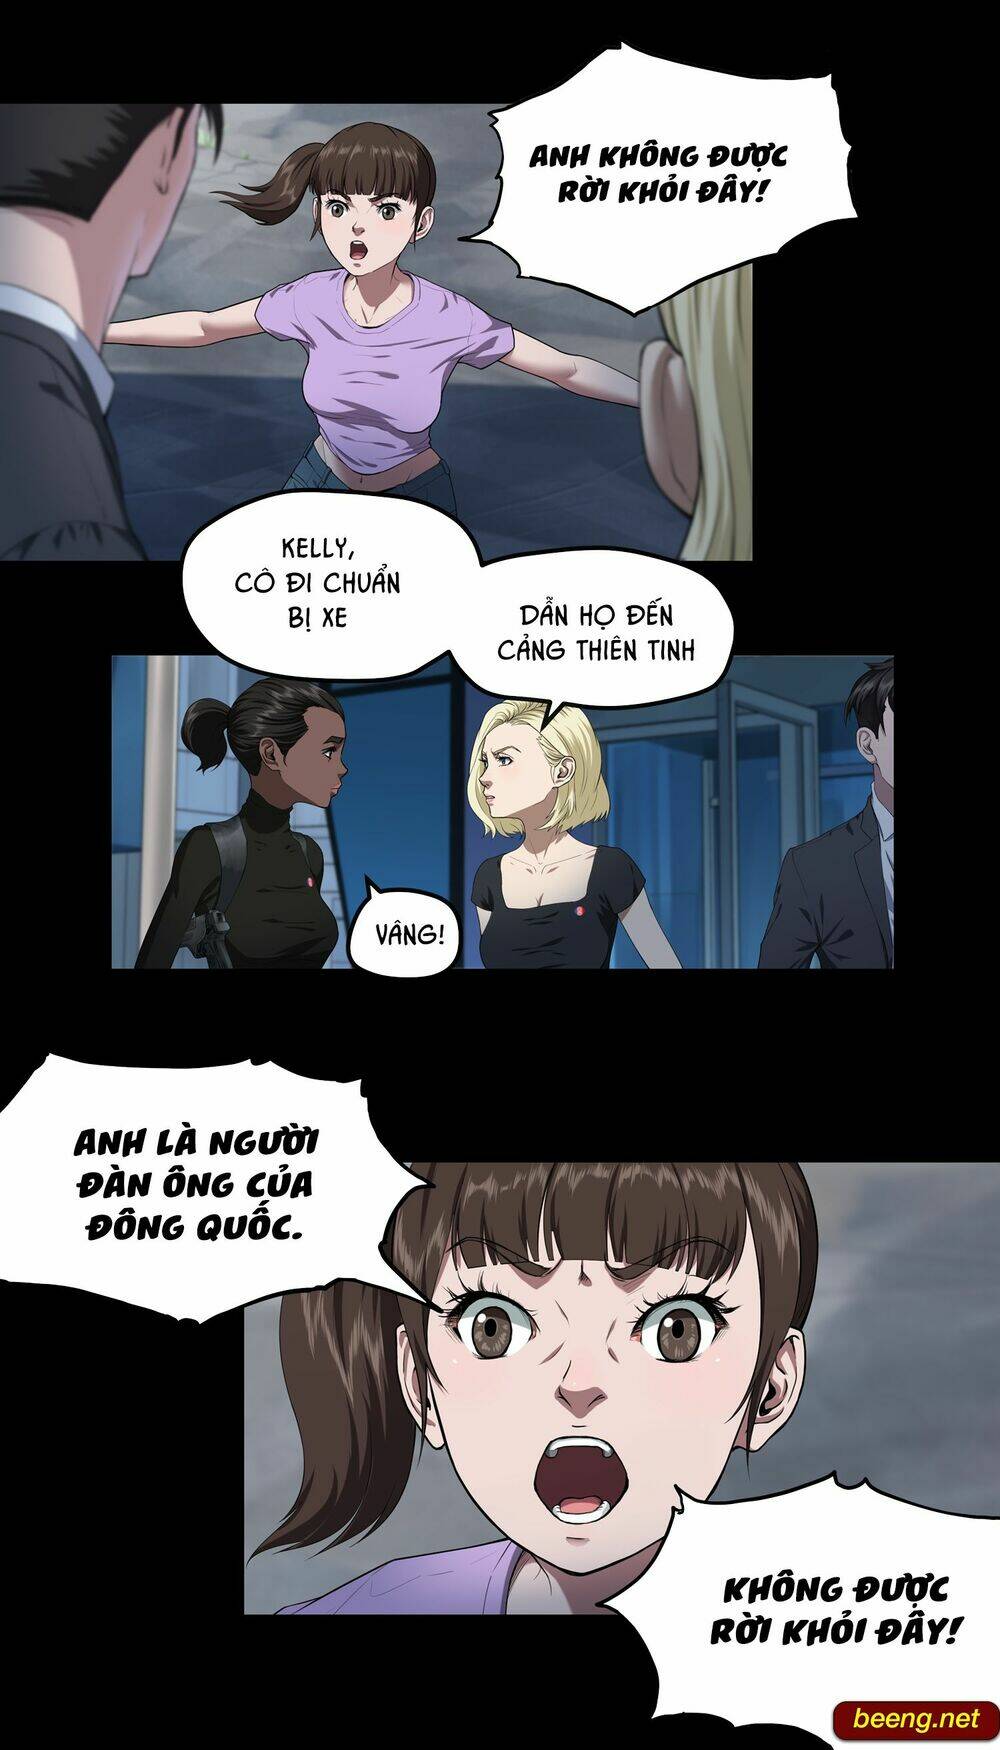 ANH KHÔNG ĐƯỢC
RỜI KHỎI ĐÂY!
KELLY,
CÔ ĐI CHUẨN
BỊ XE
DẪN HỌ ĐẾN
CẢNG THIÊN TINH
VÂNG!
ANH LÀ NGƯỜI
ĐÀN ÔNG CỦA
ĐÔNG QUỐC.
KHÔNG ĐƯỢC
RỜI KHỎI ĐÂY!
beeng.net